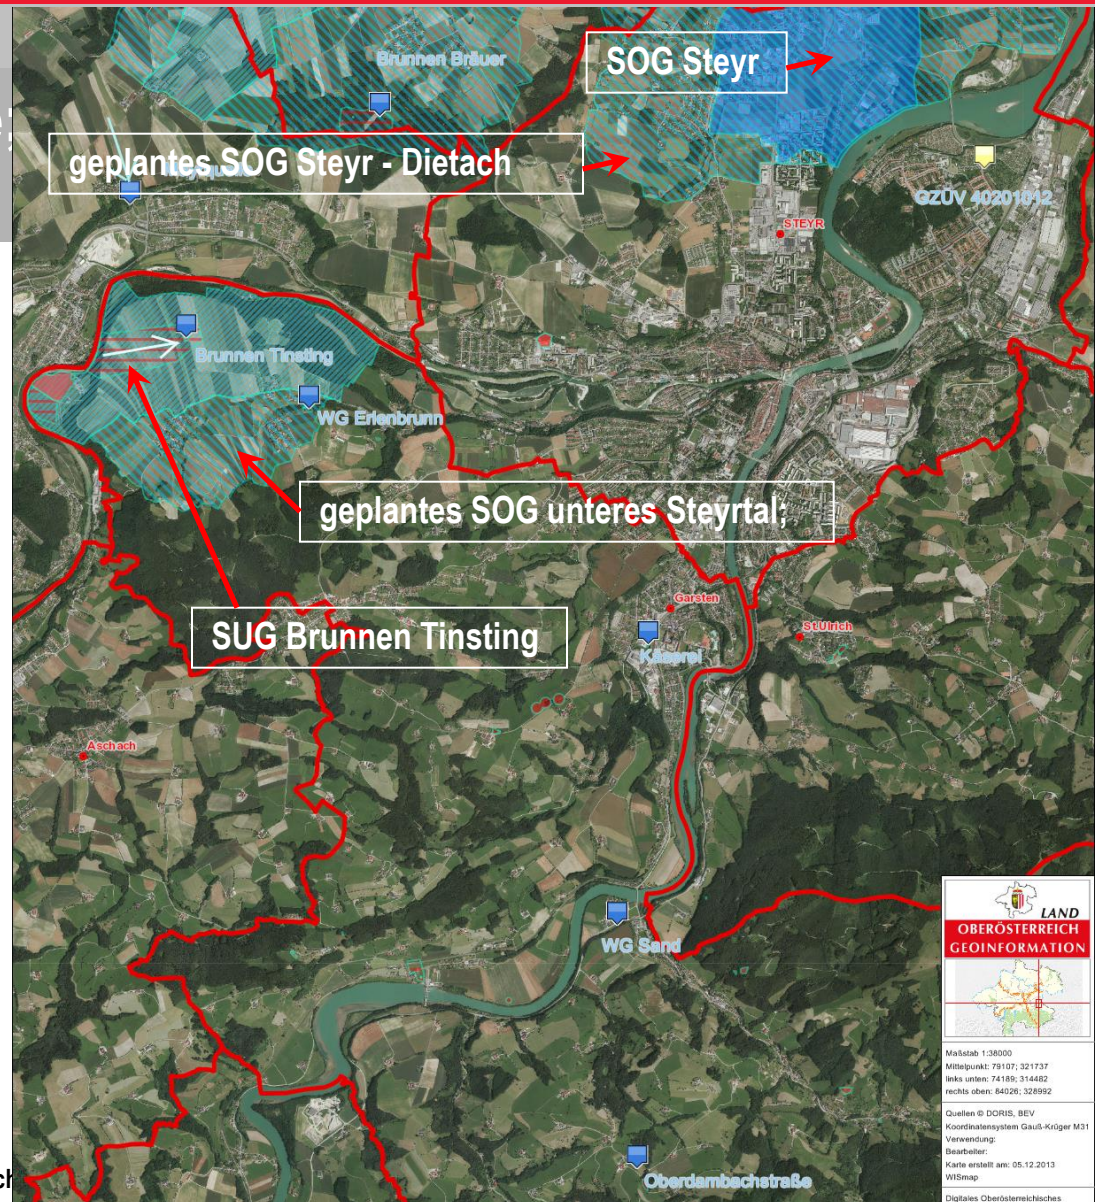 Brunnen Bräuer
SOG Steyr
geplantes SOG Steyr - Dietach
GZÜV 40201012
STEYR
Brunnen Tinsting
WG Erlenbrunn
geplantes SOG unteres Steyrtal;
Garsten
SUG Brunnen Tinsting
St.Ulrich
Käserei
Aschach
WG Sand
LAND
OBERÖSTERREICH
GEOINFORMATION
Maßstab 1:38000
Mittelpunkt: 79107; 321737
links unten: 74189; 314482
rechts oben: 84026; 328992
Quellen © DORIS, BEV
Koordinatensystem Gauß-Krüger M31
Verwendung:
Bearbeiter:
Karte erstellt am: 05.12.2013
WISmap
Oberdambachstraße
Digitales Oberösterreichisches